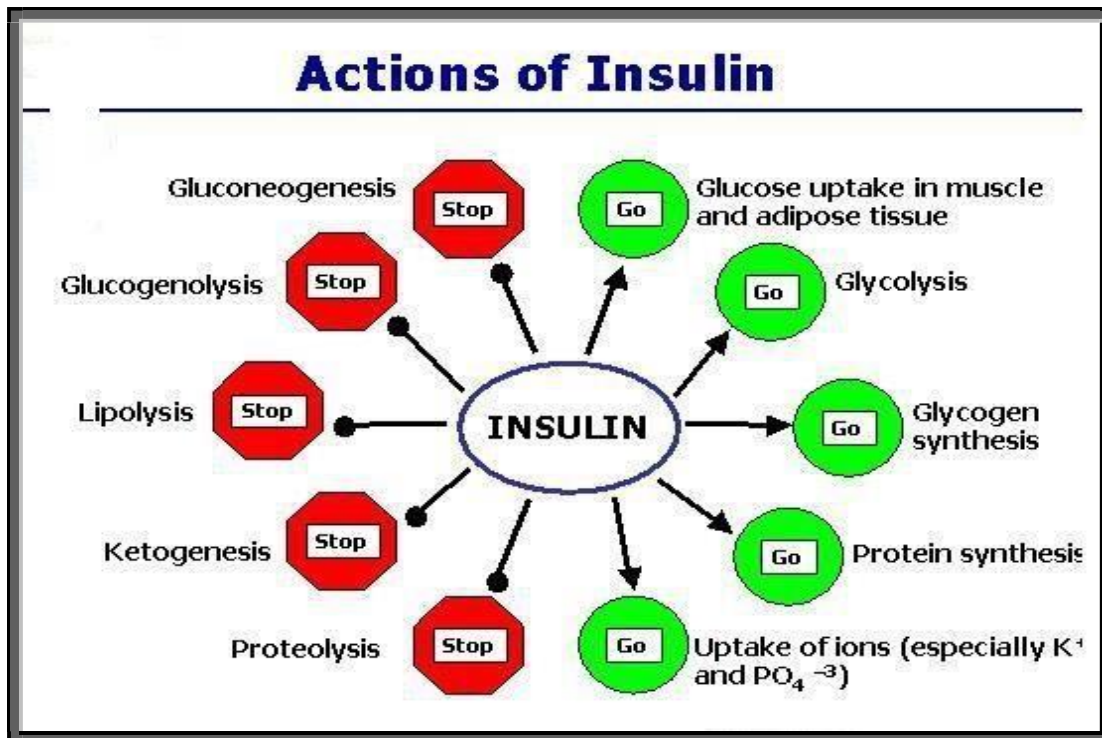 Actions of Insulin
Gluconeogenesis
Stop
Go
Glucose uptake in muscle
and adipose tissue
Glucogenolysis
Stop
Go
Glycolysis
Lipolysis
Stop
INSULIN
Go
Glycogen
synthesis
Ketogenesis
Stop
Go
Protein synthesis
Proteolysis
Stop
Go
Uptake of ions (especially K⁺
and PO₄ ⁻³)